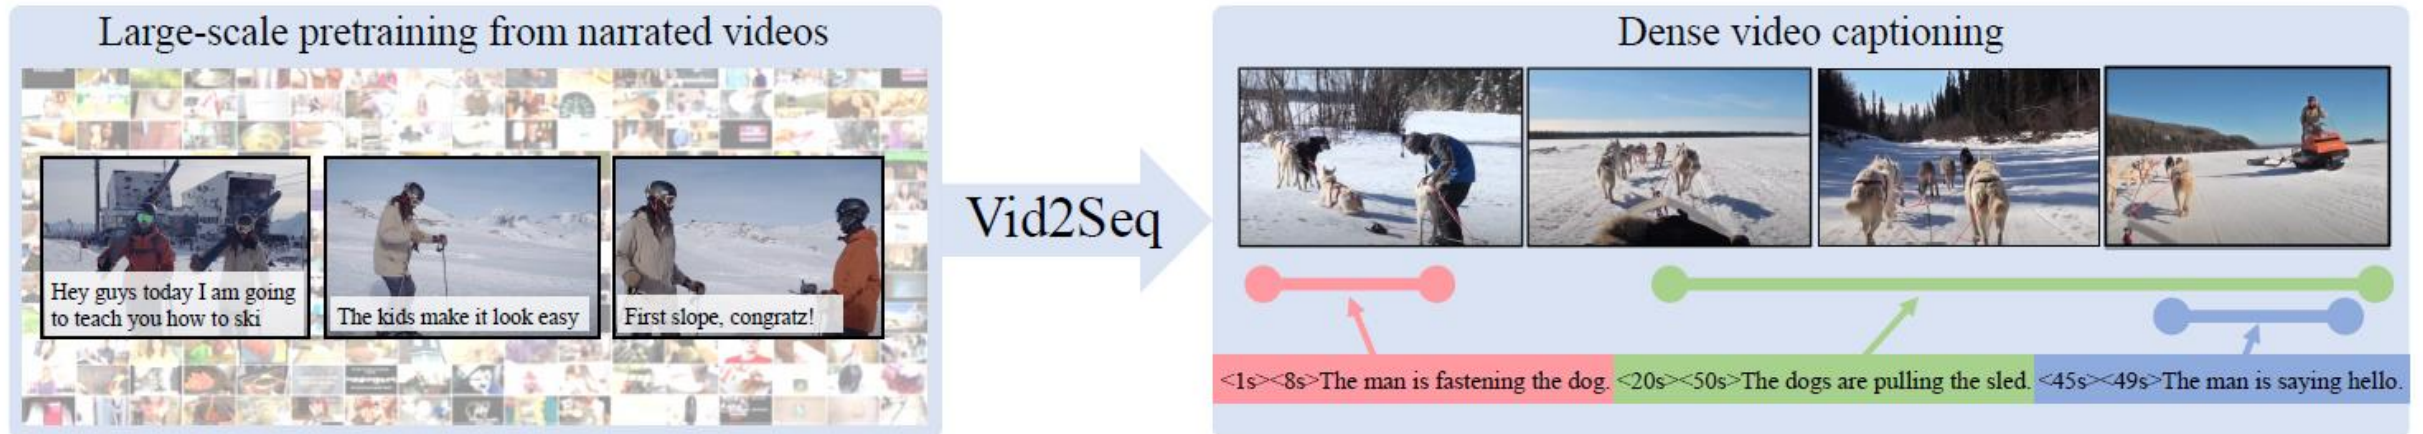 Large-scale pretraining from narrated videos
Hey guys today I am going
to teach you how to ski
The kids make it look easy
First slope, congratz!
Vid2Seq
Dense video captioning
<1s><8s>The man is fastening the dog. <20s><50s>The dogs are pulling the sled. <45s><49s>The man is saying hello.